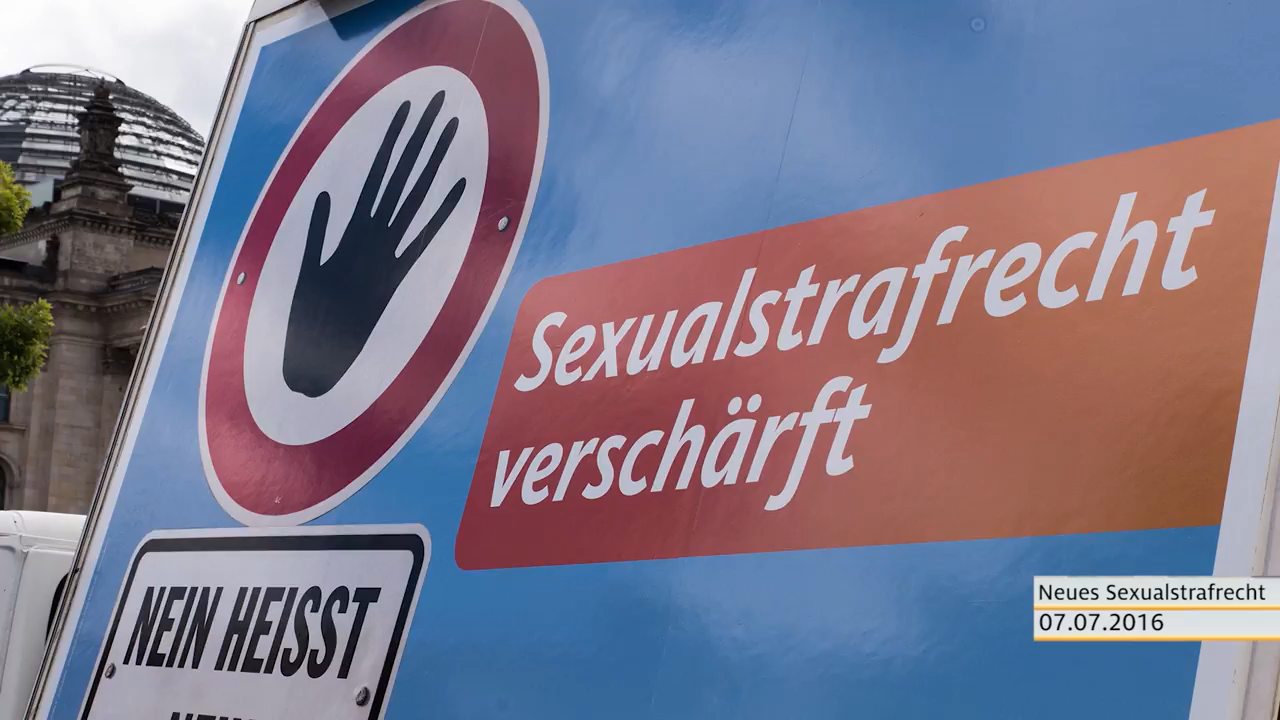 Sexualstrafrecht
verschärft
NEIN HEISST
Neues Sexualstrafrecht
07.07.2016